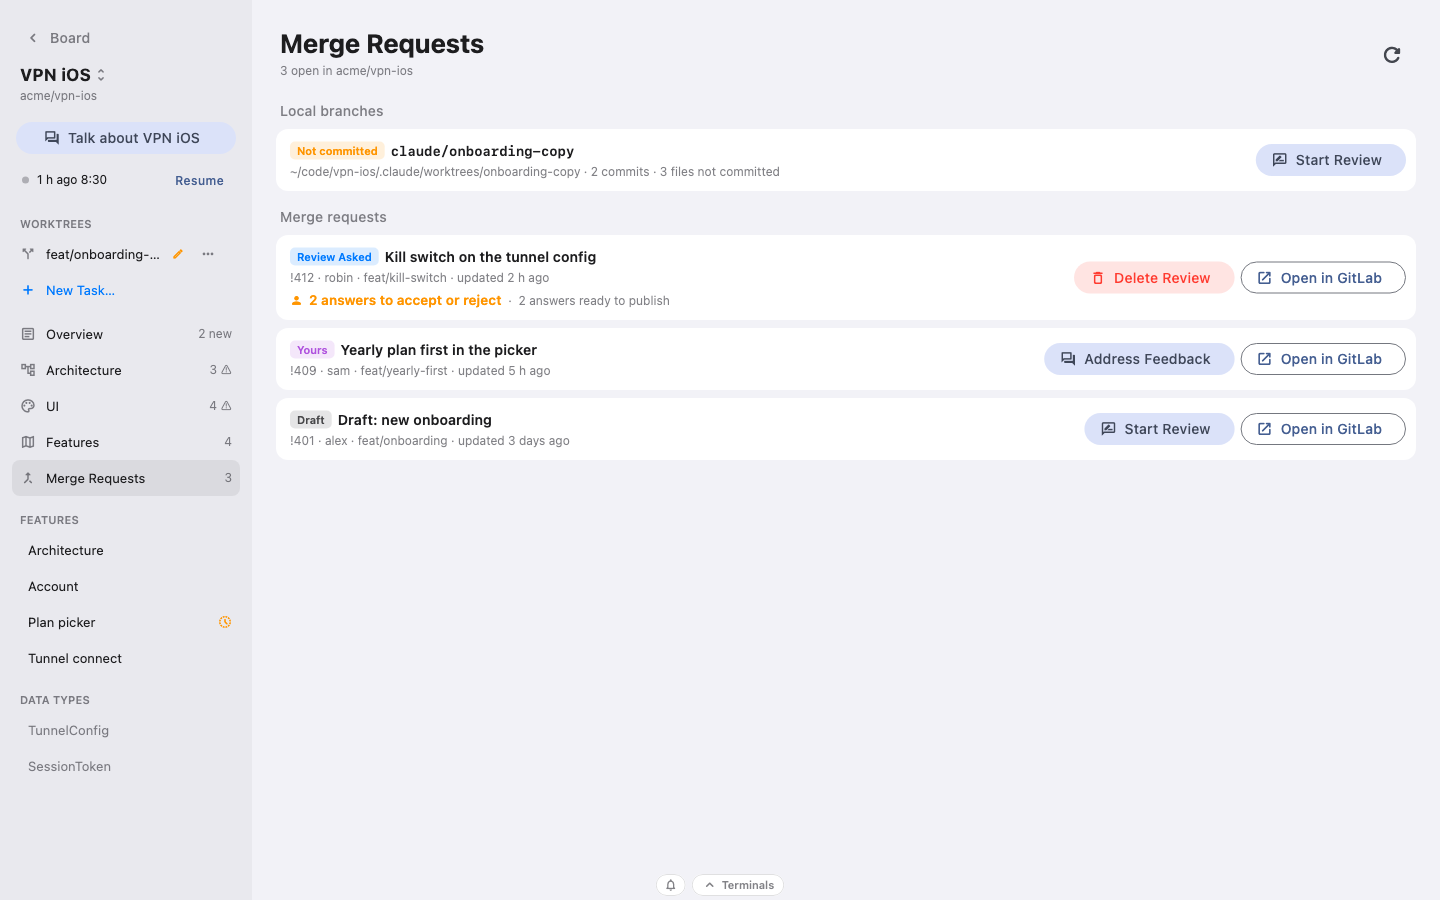 Board
VPN iOS
acme/vpn-ios
Talk about VPN iOS
1 h ago 8:30
Resume
WORKTREES
feat/onboarding-...
New Task...
Overview
2 new
Architecture
3
UI
4
Features
4
Merge Requests
3
FEATURES
Architecture
Account
Plan picker
Tunnel connect
DATA TYPES
TunnelConfig
SessionToken
Merge Requests
3 open in acme/vpn-ios
Local branches
Not committed claude/onboarding-copy
~/code/vpn-ios/.claude/worktrees/onboarding-copy · 2 commits · 3 files not committed
Start Review
Merge requests
Review Asked Kill switch on the tunnel config
!412 · robin · feat/kill-switch · updated 2 h ago
2 answers to accept or reject · 2 answers ready to publish
Delete Review
Open in GitLab
Yours Yearly plan first in the picker
!409 · sam · feat/yearly-first · updated 5 h ago
Address Feedback
Open in GitLab
Draft Draft: new onboarding
!401 · alex · feat/onboarding · updated 3 days ago
Start Review
Open in GitLab
Terminals